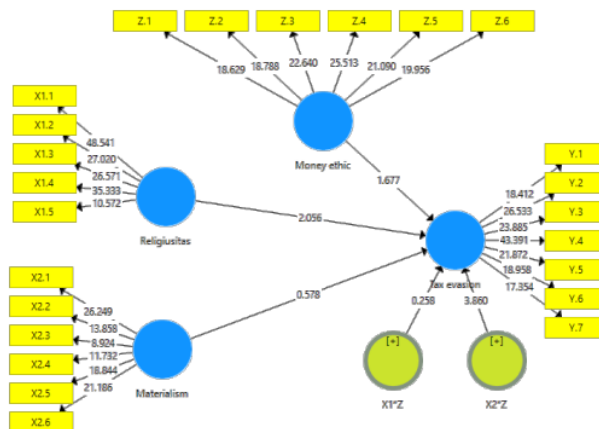 Z.1 Z.2 Z.3 Z.4 Z.5 Z.6
18.629 18.788 22.640 25.513 21.090 19.956
Money ethic
1.677
X1.1
X1.2
X1.3
X1.4
X1.5
48.541
27.020
26.571
35.333
10.572
Religiusitas
2.056
X2.1
X2.2
X2.3
X2.4
X2.5
X2.6
26.249
13.858
8.924
11.732
18.844
21.186
Materialism
0.578
Y.1
Y.2
Y.3
Y.4
Y.5
Y.6
Y.7
18.412
26.533
23.885
43.391
21.872
18.958
17.354
Tax evasion
0.258 3.860
[+] [+]
X1*Z X2*Z